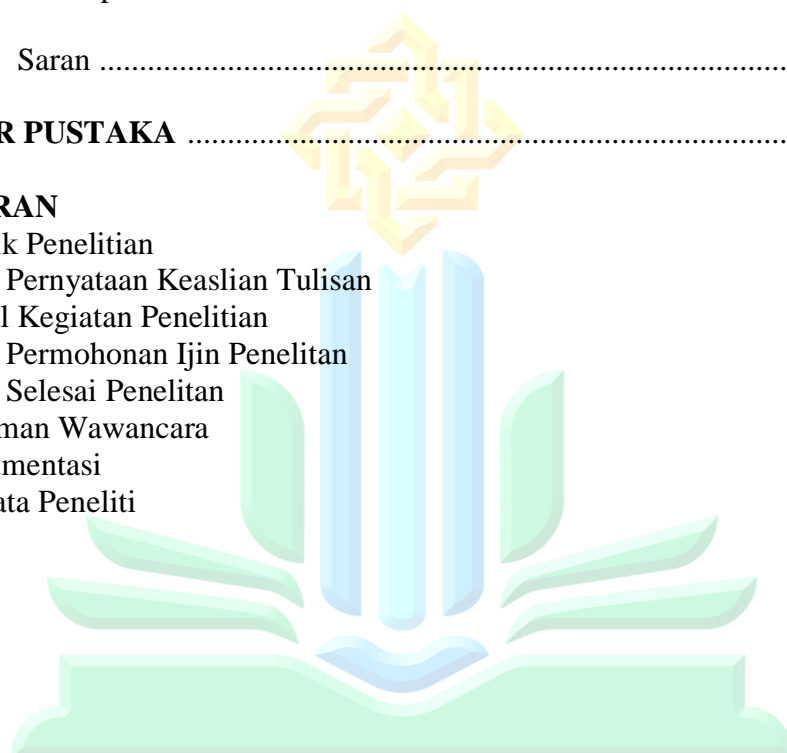 Saran ......................................................................................
R PUSTAKA ...........................................................................
RAN
k Penelitian
Pernyataan Keaslian Tulisan
l Kegiatan Penelitian
Permohonan Ijin Penelitan
Selesai Penelitan
man Wawancara
mentasi
ata Peneliti